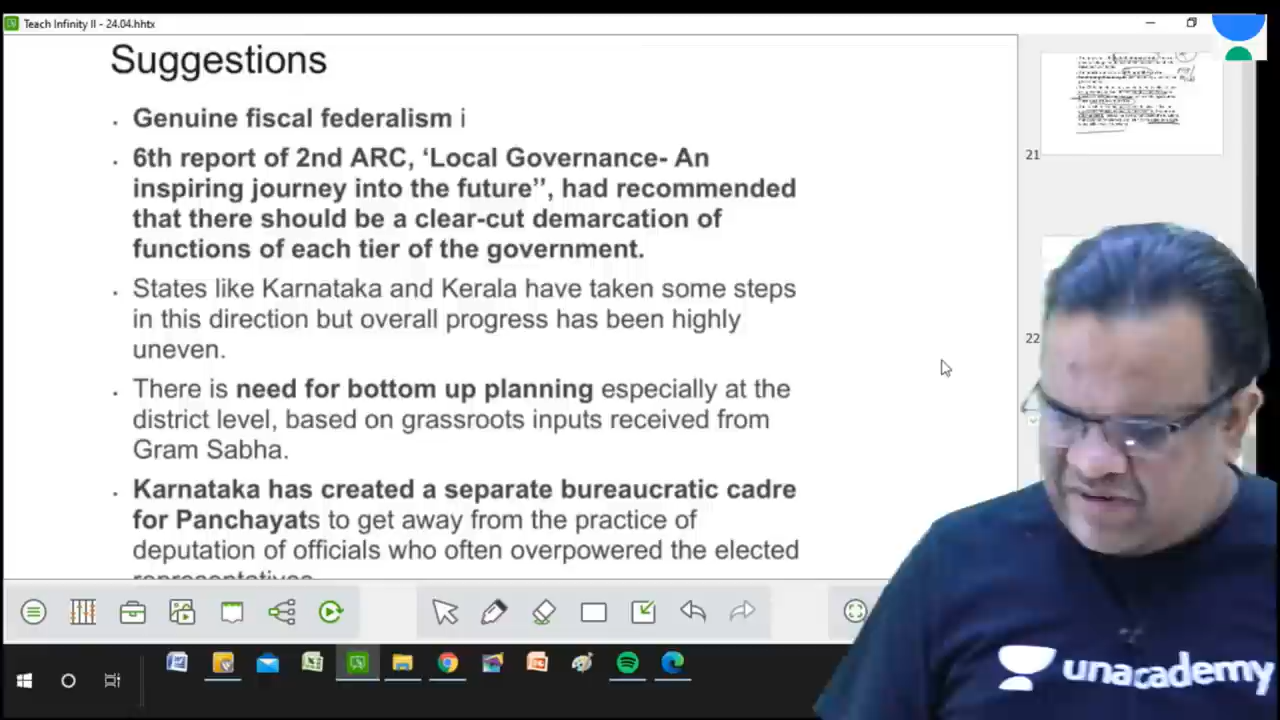 Teach Infinity II - 24.04.hhtx
Suggestions
Genuine fiscal federalism i
6th report of 2nd ARC, ‘Local Governance- An
inspiring journey into the future’’, had recommended
that there should be a clear-cut demarcation of
functions of each tier of the government.
States like Karnataka and Kerala have taken some steps
in this direction but overall progress has been highly
uneven.
There is need for bottom up planning especially at the
district level, based on grassroots inputs received from
Gram Sabha.
Karnataka has created a separate bureaucratic cadre
for Panchayats to get away from the practice of
deputation of officials who often overpowered the elected
representatives.
21
22
unacademy